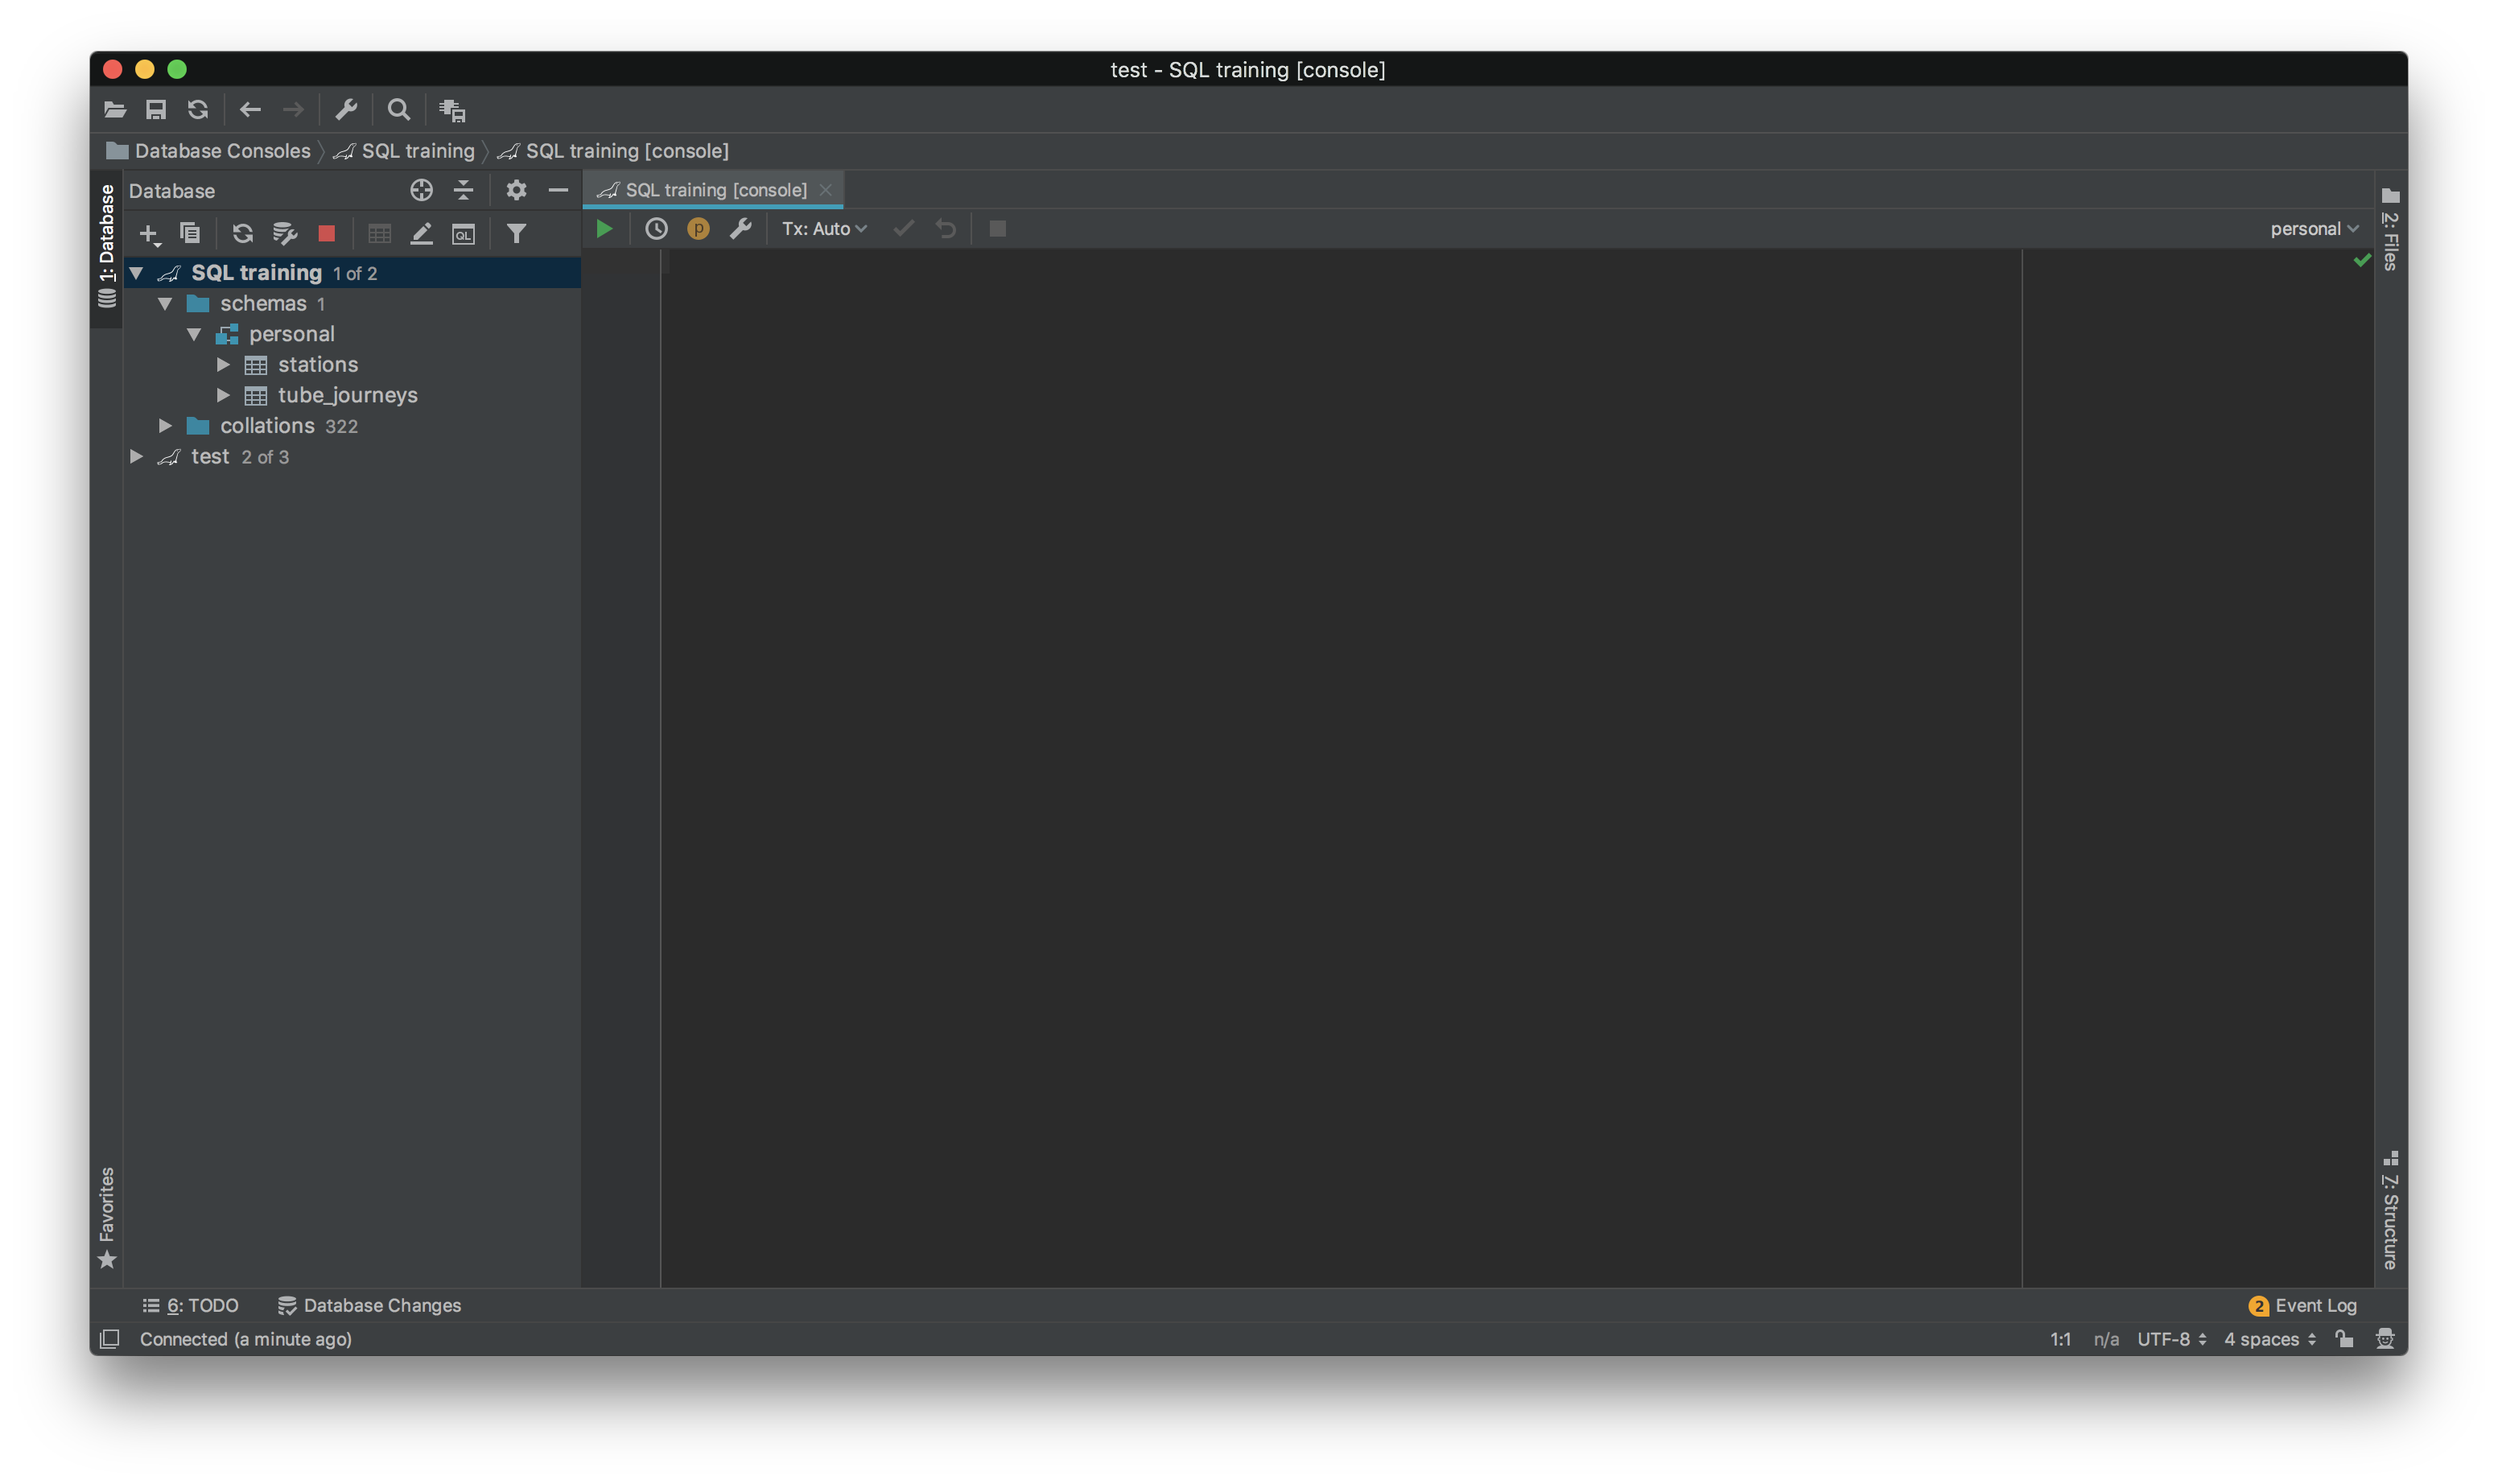 test - SQL training [console]
Database Consoles SQL training SQL training [console]
1: Database
Database
SQL training [console]
QL
p
Tx: Auto
personal
2: Files
SQL training 1 of 2
schemas 1
personal
stations
tube_journeys
collations 322
test 2 of 3
Favorites
7: Structure
6: TODO
Database Changes
2 Event Log
Connected (a minute ago)
1:1 n/a UTF-8 4 spaces